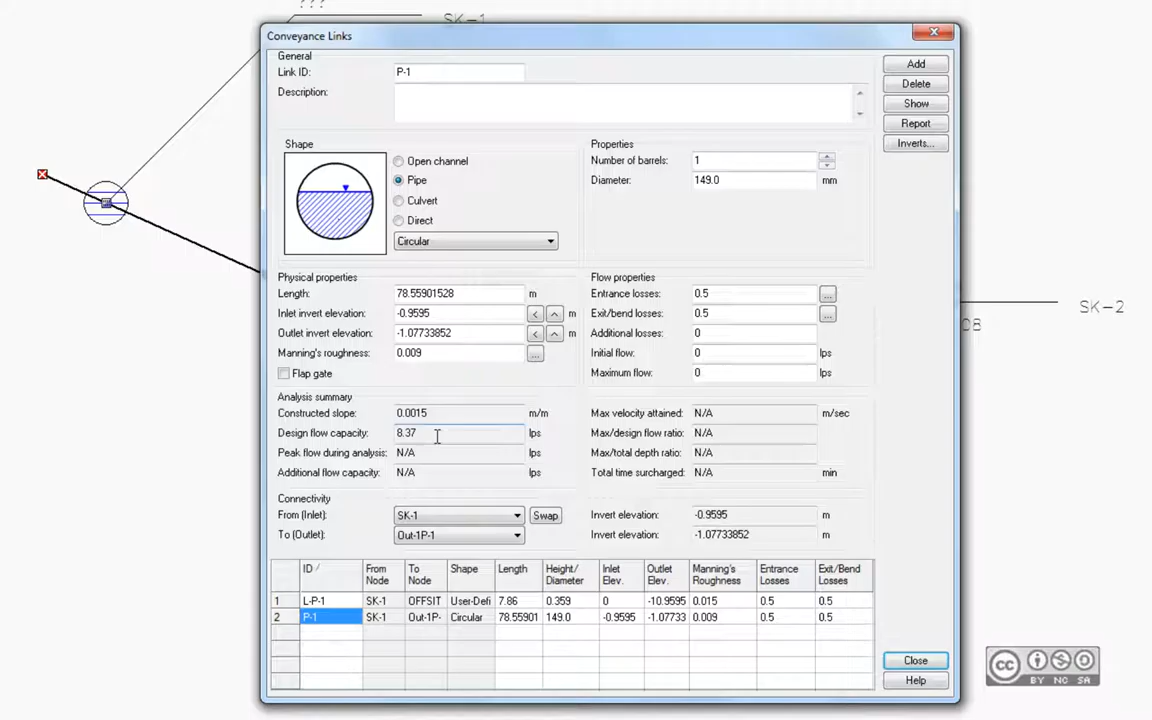 ???
SK-1
Conveyance Links
General
Link ID: P-1
Description:
Add
Delete
Show
Report
Inverts...
Shape
Open channel
Pipe
Culvert
Direct
Circular
Properties
Number of barrels: 1
Diameter: 149.0 mm
Physical properties
Length: 78.55901528 m
Inlet invert elevation: -0.9595 < ^ m
Outlet invert elevation: -1.07733852 < ^ m
Manning's roughness: 0.009 ...
Flap gate
Flow properties
Entrance losses: 0.5 ...
Exit/bend losses: 0.5 ...
Additional losses: 0
Initial flow: 0 lps
Maximum flow: 0 lps
SK-2
08
Analysis summary
Constructed slope: 0.0015 m/m
Design flow capacity: 8.37 lps
Peak flow during analysis: N/A lps
Additional flow capacity: N/A lps
Max velocity attained: N/A m/sec
Max/design flow ratio: N/A
Max/total depth ratio: N/A
Total time surcharged: N/A min
Connectivity
From (Inlet): SK-1 Swap
To (Outlet): Out-1P-1
Invert elevation: -0.9595 m
Invert elevation: -1.07733852 m
ID / From Node To Node Shape Length Height/ Diameter Inlet Elev. Outlet Elev. Manning's Roughness Entrance Losses Exit/Bend Losses
1 L-P-1 SK-1 OFFSIT User-Defi 7.86 0.359 0 -10.9595 0.015 0.5 0.5
2 P-1 SK-1 Out-1P- Circular 78.55901 149.0 -0.9595 -1.07733 0.009 0.5 0.5
Close
Help
cc
BY NC SA